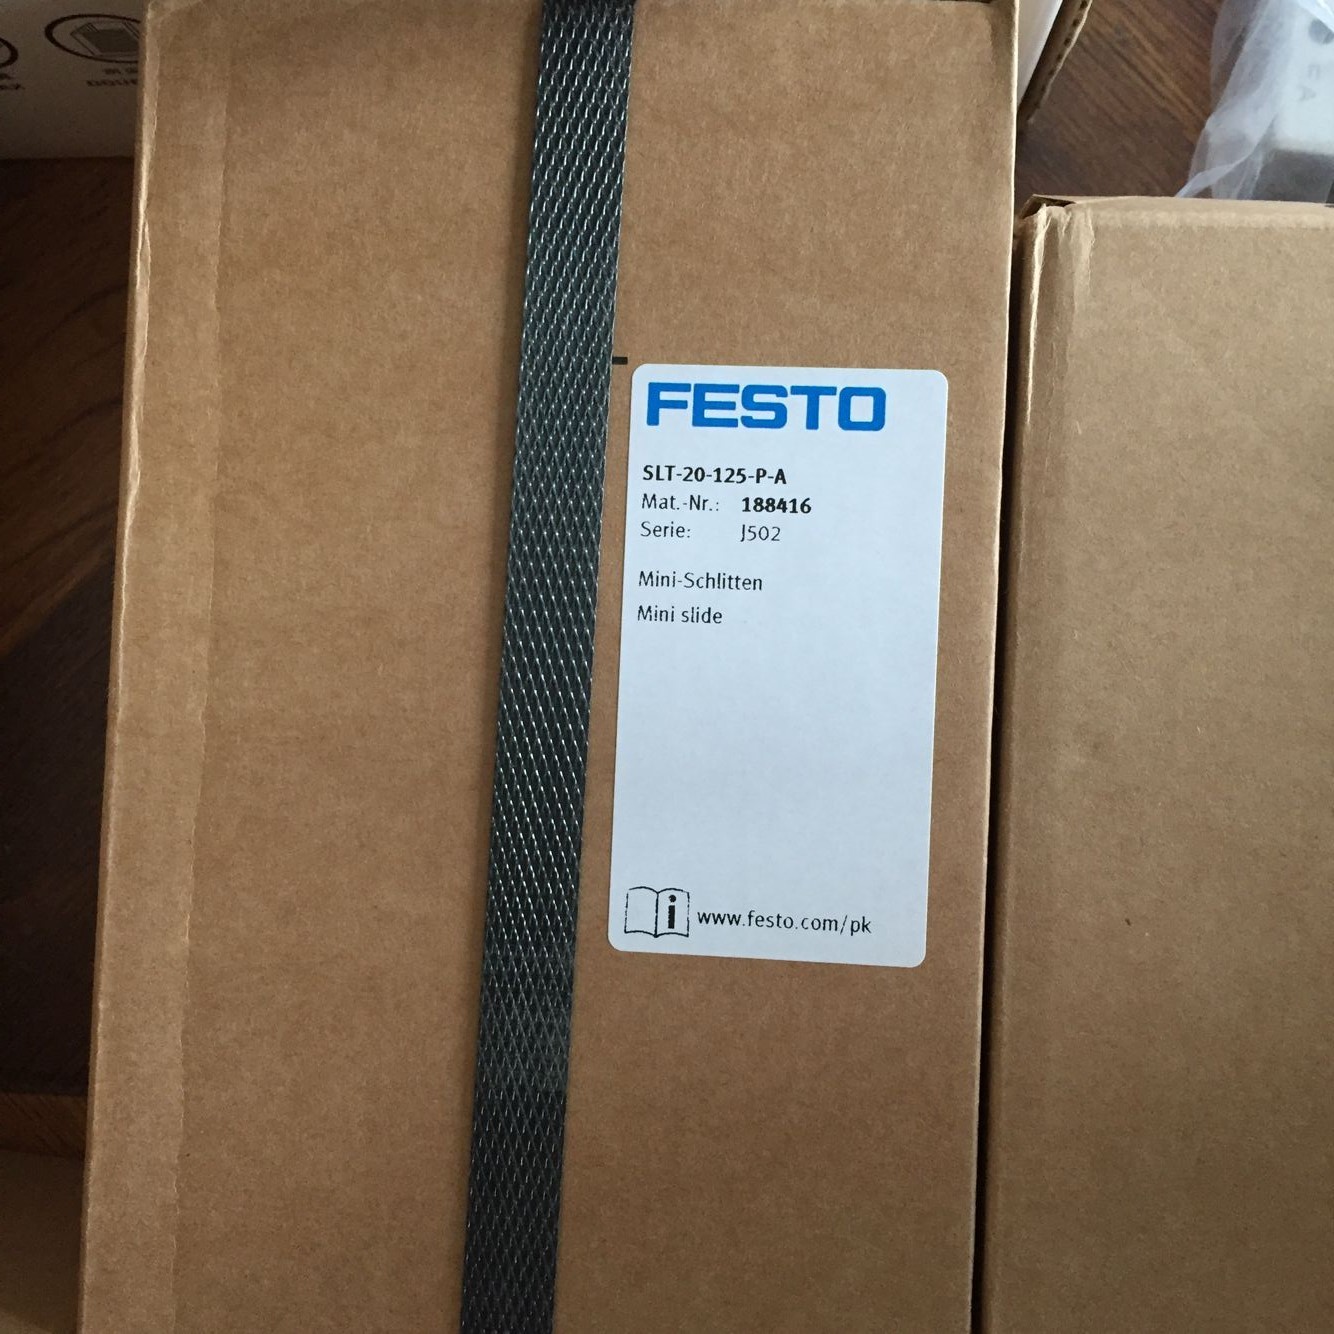 FESTO
SLT-20-125-P-A
Mat.-Nr.: 188416
Serie: J502
Mini-Schlitten
Mini slide
i www.festo.com/pk